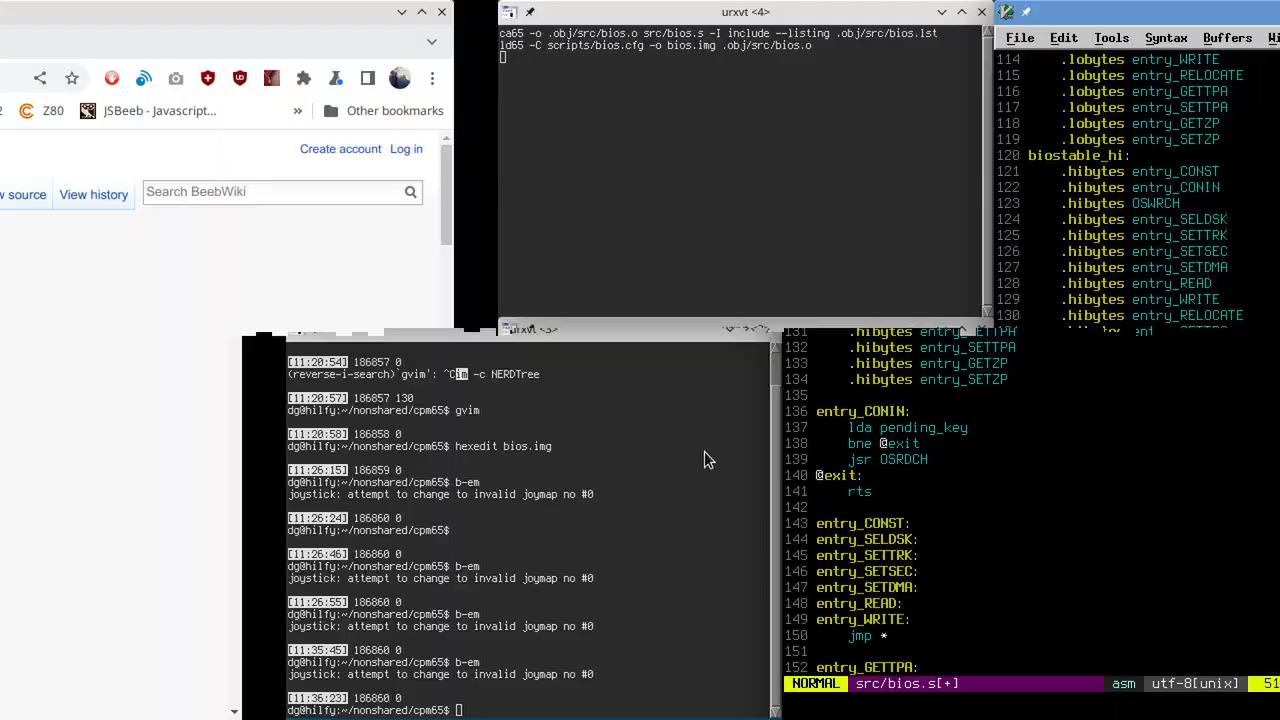 2
Z80
JSBeeb - Javascript...
»
Other bookmarks
Create account
Log in
w source
View history
Search BeebWiki
urxvt <4>
ca65 -o .obj/src/bios.o src/bios.s -I include --listing .obj/src/bios.lst
ld65 -C scripts/bios.cfg -o bios.img .obj/src/bios.o
File Edit Tools Syntax Buffers Wi
114 .lobytes entry_WRITE
115 .lobytes entry_RELOCATE
116 .lobytes entry_GETTPA
117 .lobytes entry_SETTPA
118 .lobytes entry_GETZP
119 .lobytes entry_SETZP
120 biostable_hi:
121 .hibytes entry_CONST
122 .hibytes entry_CONIN
123 .hibytes OSWRCH
124 .hibytes entry_SELDSK
125 .hibytes entry_SETTRK
126 .hibytes entry_SETSEC
127 .hibytes entry_SETDMA
128 .hibytes entry_READ
129 .hibytes entry_WRITE
130 .hibytes entry_RELOCATE
131 .hibytes entry_GETTPA
132 .hibytes entry_SETTPA
133 .hibytes entry_GETZP
134 .hibytes entry_SETZP
135
136 entry_CONIN:
137 lda pending_key
138 bne @exit
139 jsr OSRDCH
140 @exit:
141 rts
142
143 entry_CONST:
144 entry_SELDSK:
145 entry_SETTRK:
146 entry_SETSEC:
147 entry_SETDMA:
148 entry_READ:
149 entry_WRITE:
150 jmp *
151
152 entry_GETTPA:
NORMAL src/bios.s[+] asm utf-8[unix] 51
urxvt <3>
[11:20:54] 186857 0
(reverse-i-search)`gvim': ^Cim -c NERDTree
[11:20:57] 186857 130
dg@hilfy:~/nonshared/cpm65$ gvim
[11:20:58] 186858 0
dg@hilfy:~/nonshared/cpm65$ hexedit bios.img
[11:26:15] 186859 0
dg@hilfy:~/nonshared/cpm65$ b-em
joystick: attempt to change to invalid joymap no #0
[11:26:24] 186860 0
dg@hilfy:~/nonshared/cpm65$
[11:26:46] 186860 0
dg@hilfy:~/nonshared/cpm65$ b-em
joystick: attempt to change to invalid joymap no #0
[11:26:55] 186860 0
dg@hilfy:~/nonshared/cpm65$ b-em
joystick: attempt to change to invalid joymap no #0
[11:35:45] 186860 0
dg@hilfy:~/nonshared/cpm65$ b-em
joystick: attempt to change to invalid joymap no #0
[11:36:23] 186860 0
dg@hilfy:~/nonshared/cpm65$